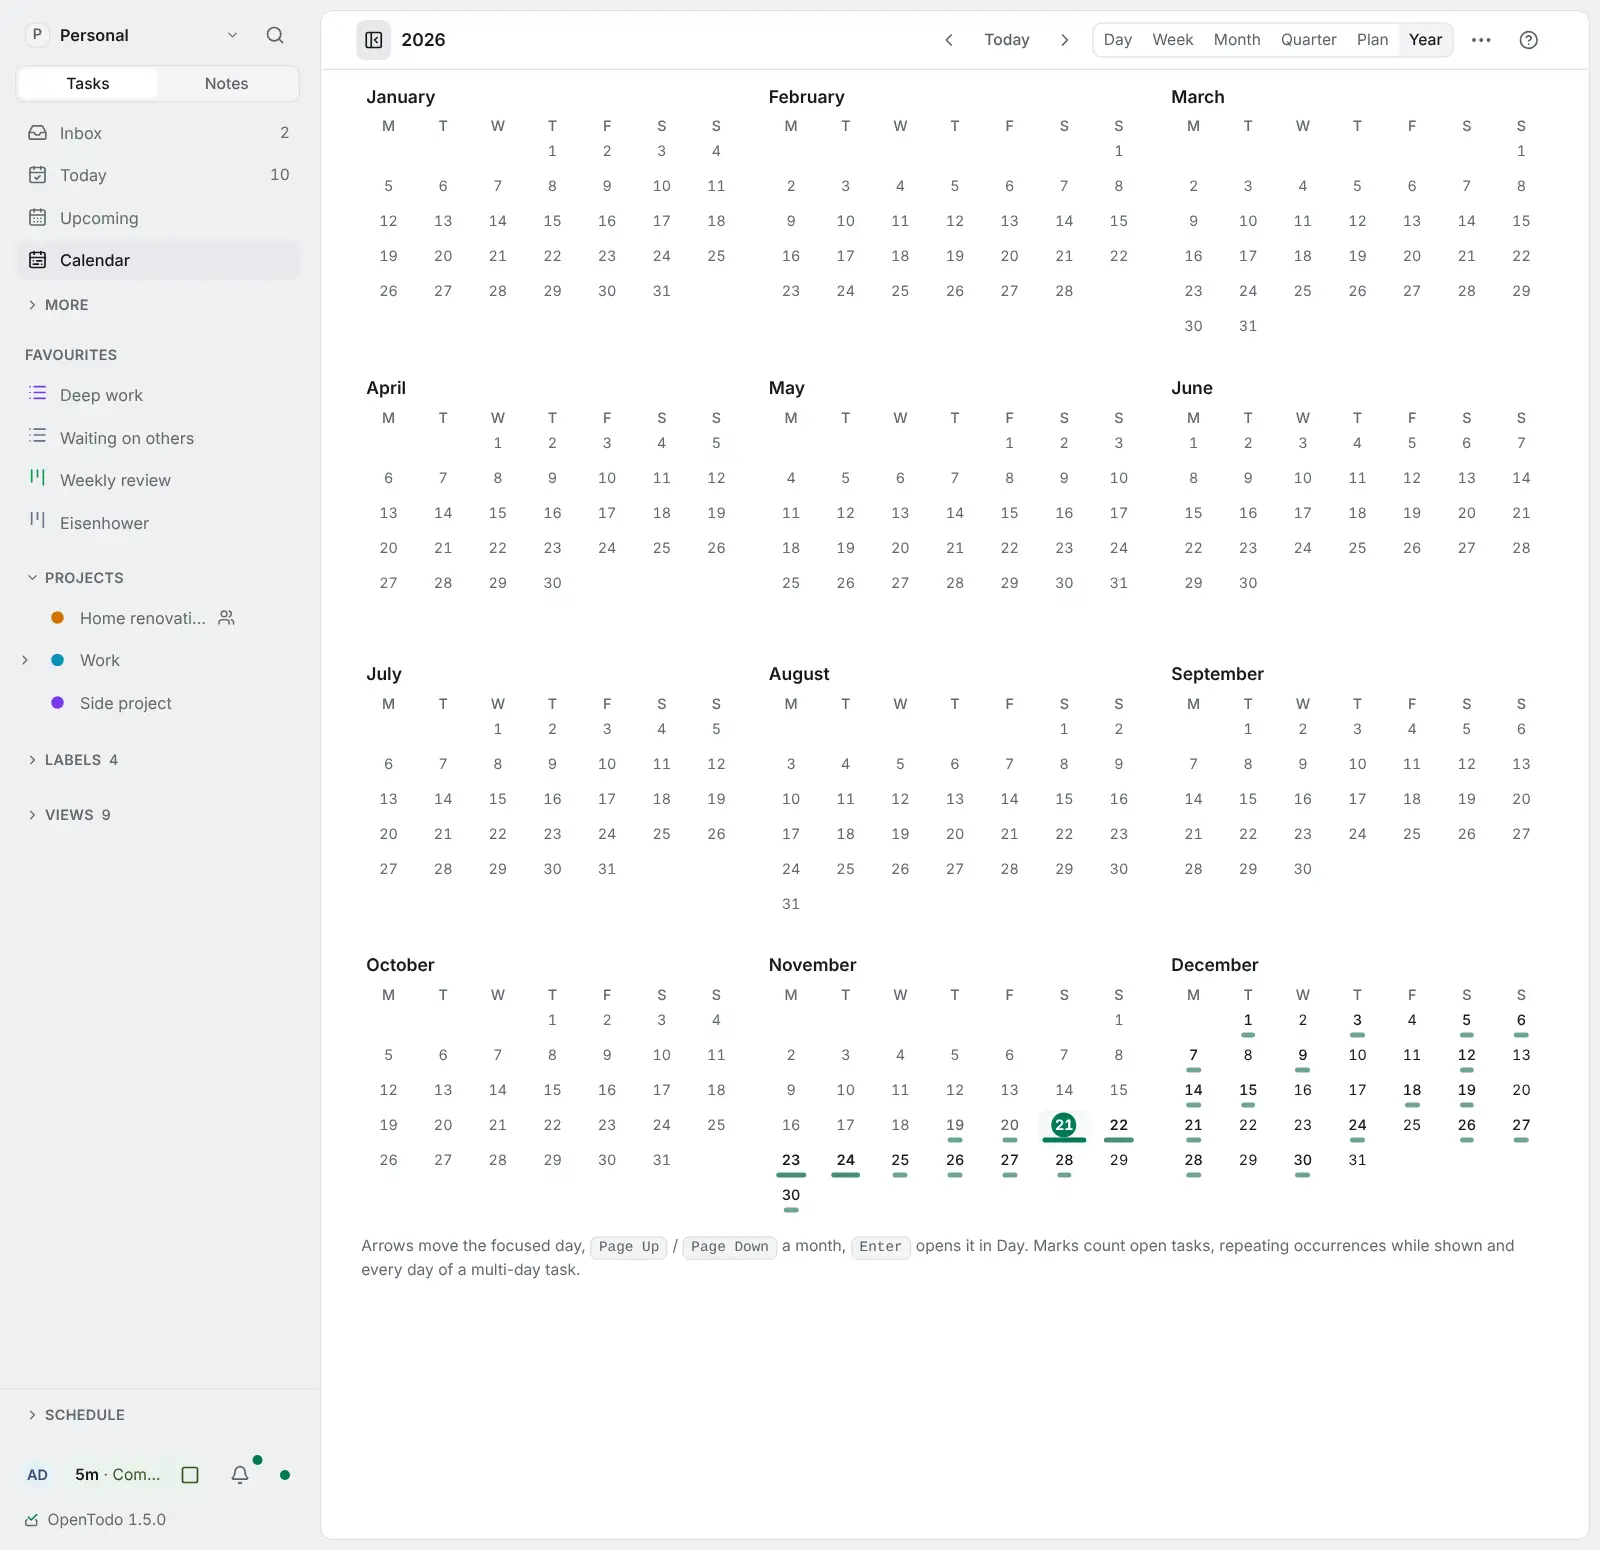 P Personal
Tasks Notes
Inbox 2
Today 10
Upcoming
Calendar
MORE
FAVOURITES
Deep work
Waiting on others
Weekly review
Eisenhower
PROJECTS
Home renovati...
Work
Side project
LABELS 4
VIEWS 9
SCHEDULE
AD 5m · Com...
OpenTodo 1.5.0
2026 Today Day Week Month Quarter Plan Year
January
M T W T F S S
1 2 3 4
5 6 7 8 9 10 11
12 13 14 15 16 17 18
19 20 21 22 23 24 25
26 27 28 29 30 31
February
M T W T F S S
1
2 3 4 5 6 7 8
9 10 11 12 13 14 15
16 17 18 19 20 21 22
23 24 25 26 27 28
March
M T W T F S S
1
2 3 4 5 6 7 8
9 10 11 12 13 14 15
16 17 18 19 20 21 22
23 24 25 26 27 28 29
30 31
April
M T W T F S S
1 2 3 4 5
6 7 8 9 10 11 12
13 14 15 16 17 18 19
20 21 22 23 24 25 26
27 28 29 30
May
M T W T F S S
1 2 3
4 5 6 7 8 9 10
11 12 13 14 15 16 17
18 19 20 21 22 23 24
25 26 27 28 29 30 31
June
M T W T F S S
1 2 3 4 5 6 7
8 9 10 11 12 13 14
15 16 17 18 19 20 21
22 23 24 25 26 27 28
29 30
July
M T W T F S S
1 2 3 4 5
6 7 8 9 10 11 12
13 14 15 16 17 18 19
20 21 22 23 24 25 26
27 28 29 30 31
August
M T W T F S S
1 2
3 4 5 6 7 8 9
10 11 12 13 14 15 16
17 18 19 20 21 22 23
24 25 26 27 28 29 30
31
September
M T W T F S S
1 2 3 4 5 6
7 8 9 10 11 12 13
14 15 16 17 18 19 20
21 22 23 24 25 26 27
28 29 30
October
M T W T F S S
1 2 3 4
5 6 7 8 9 10 11
12 13 14 15 16 17 18
19 20 21 22 23 24 25
26 27 28 29 30 31
November
M T W T F S S
1
2 3 4 5 6 7 8
9 10 11 12 13 14 15
16 17 18 19 20 21 22
23 24 25 26 27 28 29
30
December
M T W T F S S
1 2 3 4 5 6
7 8 9 10 11 12 13
14 15 16 17 18 19 20
21 22 23 24 25 26 27
28 29 30 31
Arrows move the focused day, Page Up / Page Down a month, Enter opens it in Day. Marks count open tasks, repeating occurrences while shown and
every day of a multi-day task.